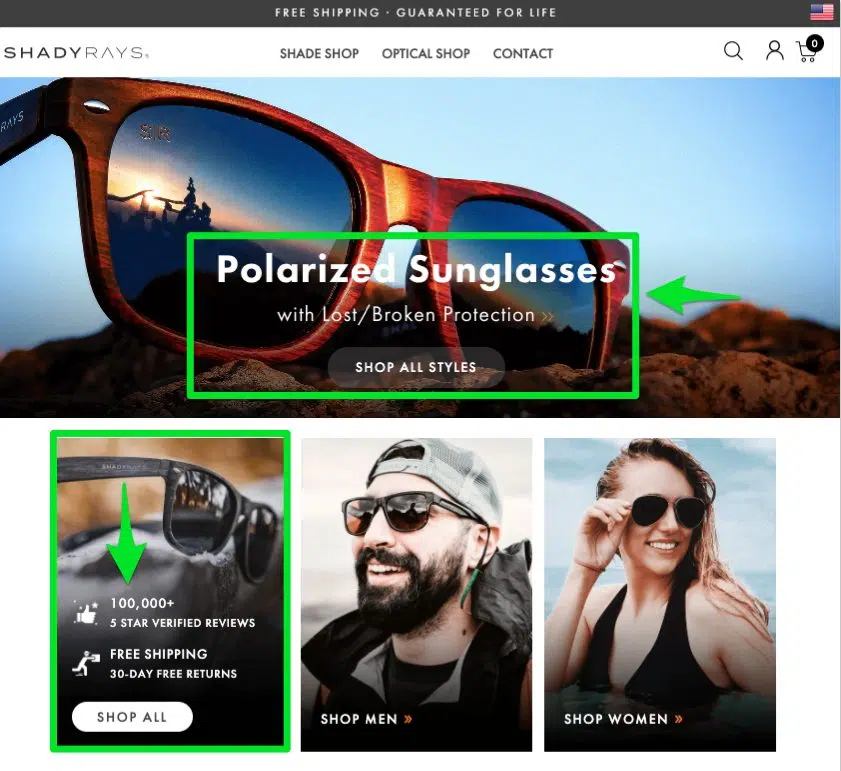 FREE SHIPPING · GUARANTEED FOR LIFE
SHADYRAYS
SHADE SHOP
OPTICAL SHOP
CONTACT
0
RAYS
S.R
Polarized Sunglasses
with Lost/Broken Protection »
SHOP ALL STYLES
SHADYRAYS
100,000+
5 STAR VERIFIED REVIEWS
FREE SHIPPING
30-DAY FREE RETURNS
SHOP ALL
SHOP MEN »
SHOP WOMEN »